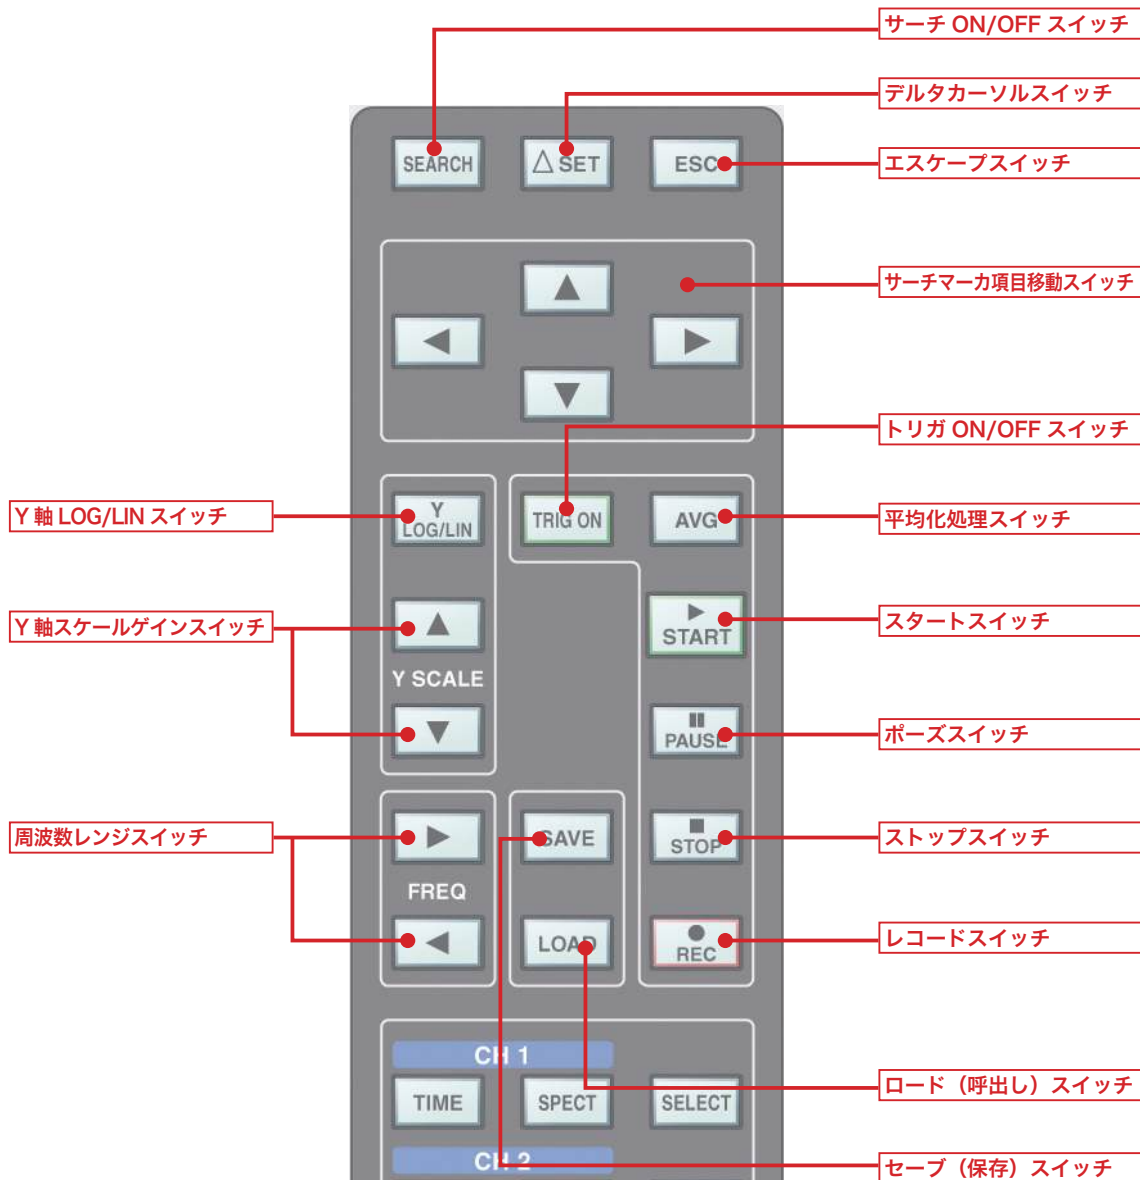 サーチ ON/OFF スイッチ
デルタカーソルスイッチ
SEARCH
△ SET
ESC
エスケープスイッチ
▲
サーチマーカ項目移動スイッチ
◀
▶
▼
トリガ ON/OFF スイッチ
Y 軸 LOG/LIN スイッチ
Y
LOG/LIN
TRIG ON
AVG
平均化処理スイッチ
Y 軸スケールゲインスイッチ
▲
▶
START
スタートスイッチ
Y SCALE
▼
PAUSE
ポーズスイッチ
周波数レンジスイッチ
▶
SAVE
■
STOP
ストップスイッチ
FREQ
◀
LOAD
●
REC
レコードスイッチ
CH 1
TIME
SPECT
SELECT
ロード（呼出し）スイッチ
CH 2
セーブ（保存）スイッチ